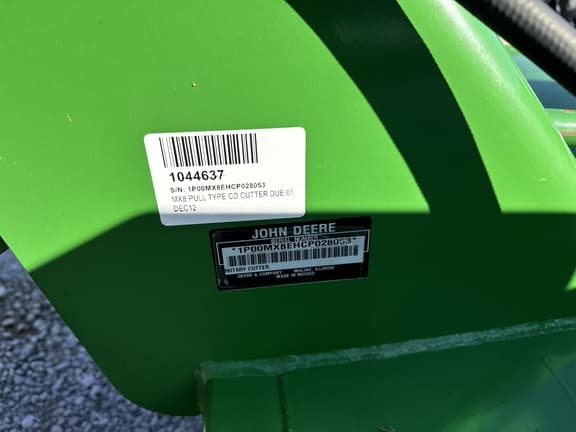 1044637
S/N: 1P00MX8EHCP028053
MX8 PULL TYPE CO CUTTER DUE 01
DEC12
JOHN DEERE
SERIAL NUMBER
*1P00MX8EHCP028053*
ROTARY CUTTER
DEERE & COMPANY MOLINE, ILLINOIS
MADE IN MEXICO